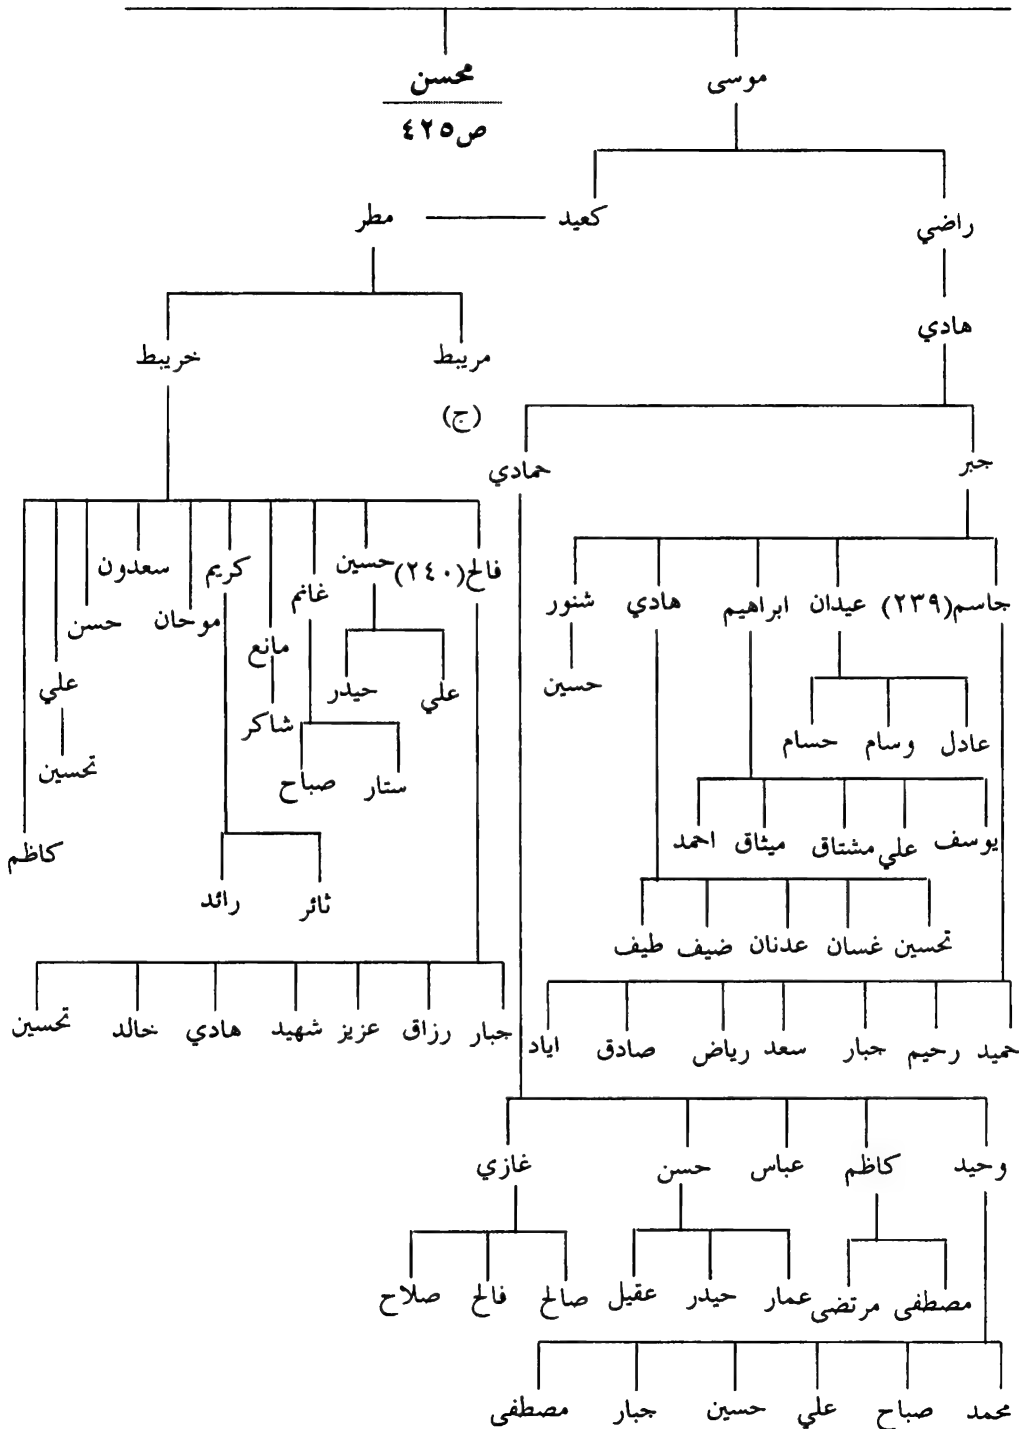 موسى محسن
ص٤٢٥
راضي كعيد مطر
هادي
مريبط خريبط
(ج)
جبر حمادي
فالح(٢٤٠) حسين غانم مانع كريم موحان سعدون حسن علي كاظم
جاسم(٢٣٩) عيدان ابراهيم هادي شنور
حسين
علي حيدر
شاكر
تحسين
عادل وسام حسام
ستار صباح
يوسف علي مشتاق ميثاق احمد
ثائر رائد
تحسين غسان عدنان ضيف طيف
جبار رزاق عزيز شهيد هادي خالد تحسين
حميد رحيم جبار سعد رياض صادق اياد
وحيد كاظم عباس حسن غازي
مصطفى مرتضى عمار حيدر عقيل صالح فالح صلاح
محمد صباح علي حسين جبار مصطفى